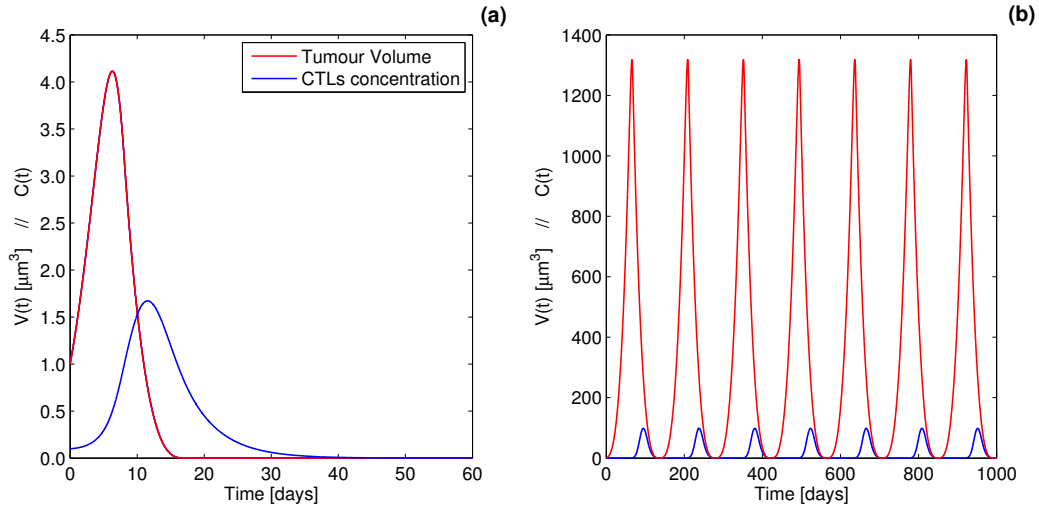 (a)
4.5
4.0
3.5
3.0
2.5
2.0
1.5
1.0
0.5
0.0
V(t) [μm³] // C(t)
Tumour Volume
CTLs concentration
0 10 20 30 40 50 60
Time [days]
(b)
1400
1200
1000
800
600
400
200
0
V(t) [μm³] // C(t)
0 200 400 600 800 1000
Time [days]